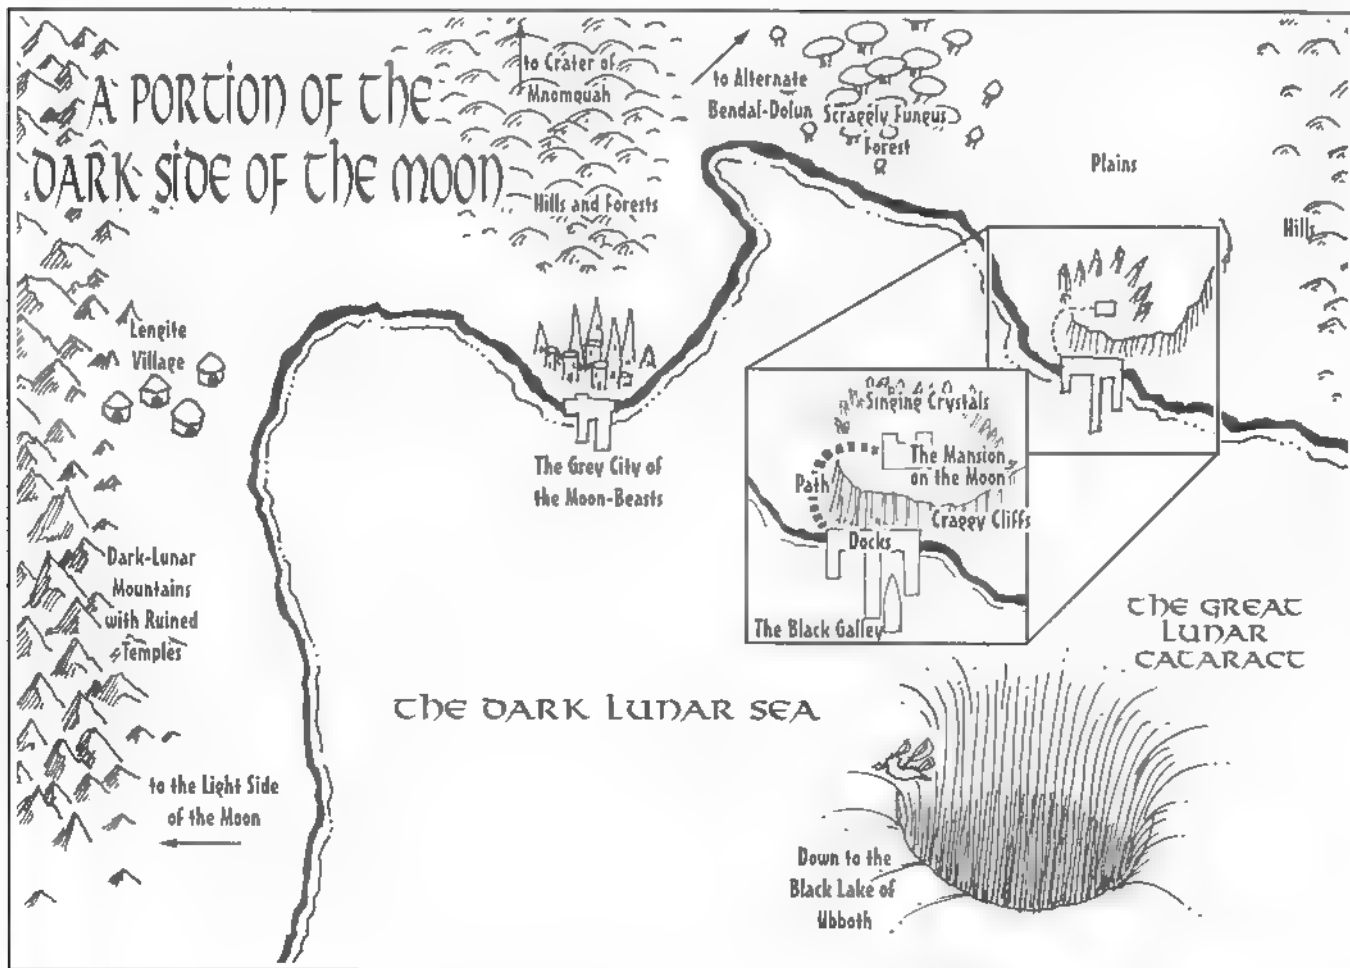 A PORTION OF THE
DARK SIDE OF THE MOON
to Crater of
Mnomquah
to Alternate
Bendal-Dolun
Scraggly Fungus
Forest
Plains
Hills and Forests
Hills
Lengite
Village
The Grey City of
the Moon-Beasts
Singing Crystals
The Mansion
on the Moon
Path
Craggy Cliffs
Docks
The Black Galley
Dark-Lunar
Mountains
with Ruined
Temples
THE GREAT
LUNAR
CATARACT
THE DARK LUNAR SEA
to the Light Side
of the Moon
Down to the
Black Lake of
Ubboth